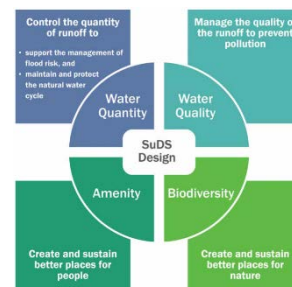 Control the quantity
of runoff to
• support the management of
flood risk, and
• maintain and protect
the natural water
cycle
Manage the quality of
the runoff to prevent
pollution
Water
Quantity
Water
Quality
SuDS
Design
Amenity
Biodiversity
Create and sustain
better places for
people
Create and sustain
better places for
nature